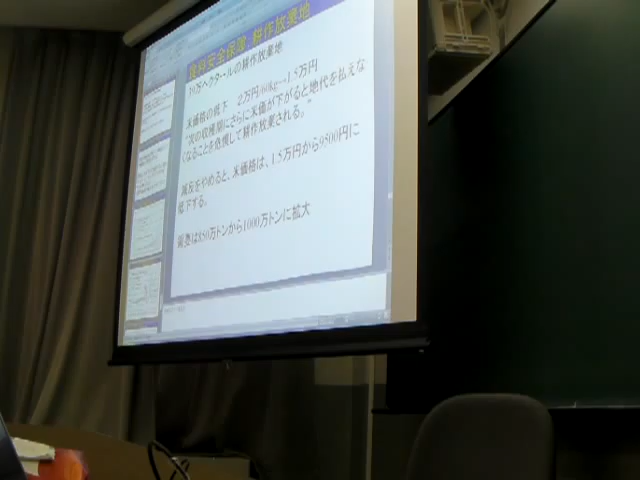 食料安全保障 耕作放棄地
39万ヘクタールの耕作放棄地
米価格の低下 2万円/60kg→1.5万円
“次の収穫期にさらに米価が下がると地代を払えな
くなることを危惧して耕作放棄される。”
減反をやめると、米価格は、1.5万円から9500円に
低下する。
需要は850万トンから1000万トンに拡大